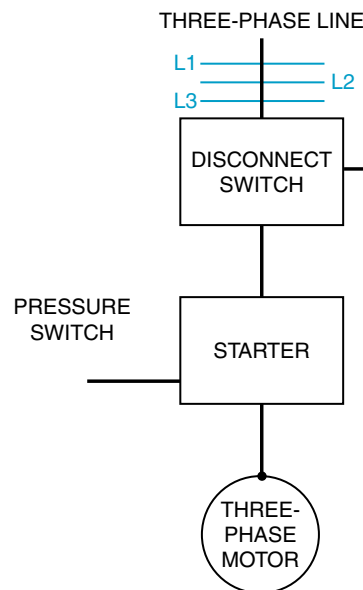 THREE-PHASE LINE
L1
L2
L3
DISCONNECT
SWITCH
PRESSURE
SWITCH
STARTER
THREE-
PHASE
MOTOR